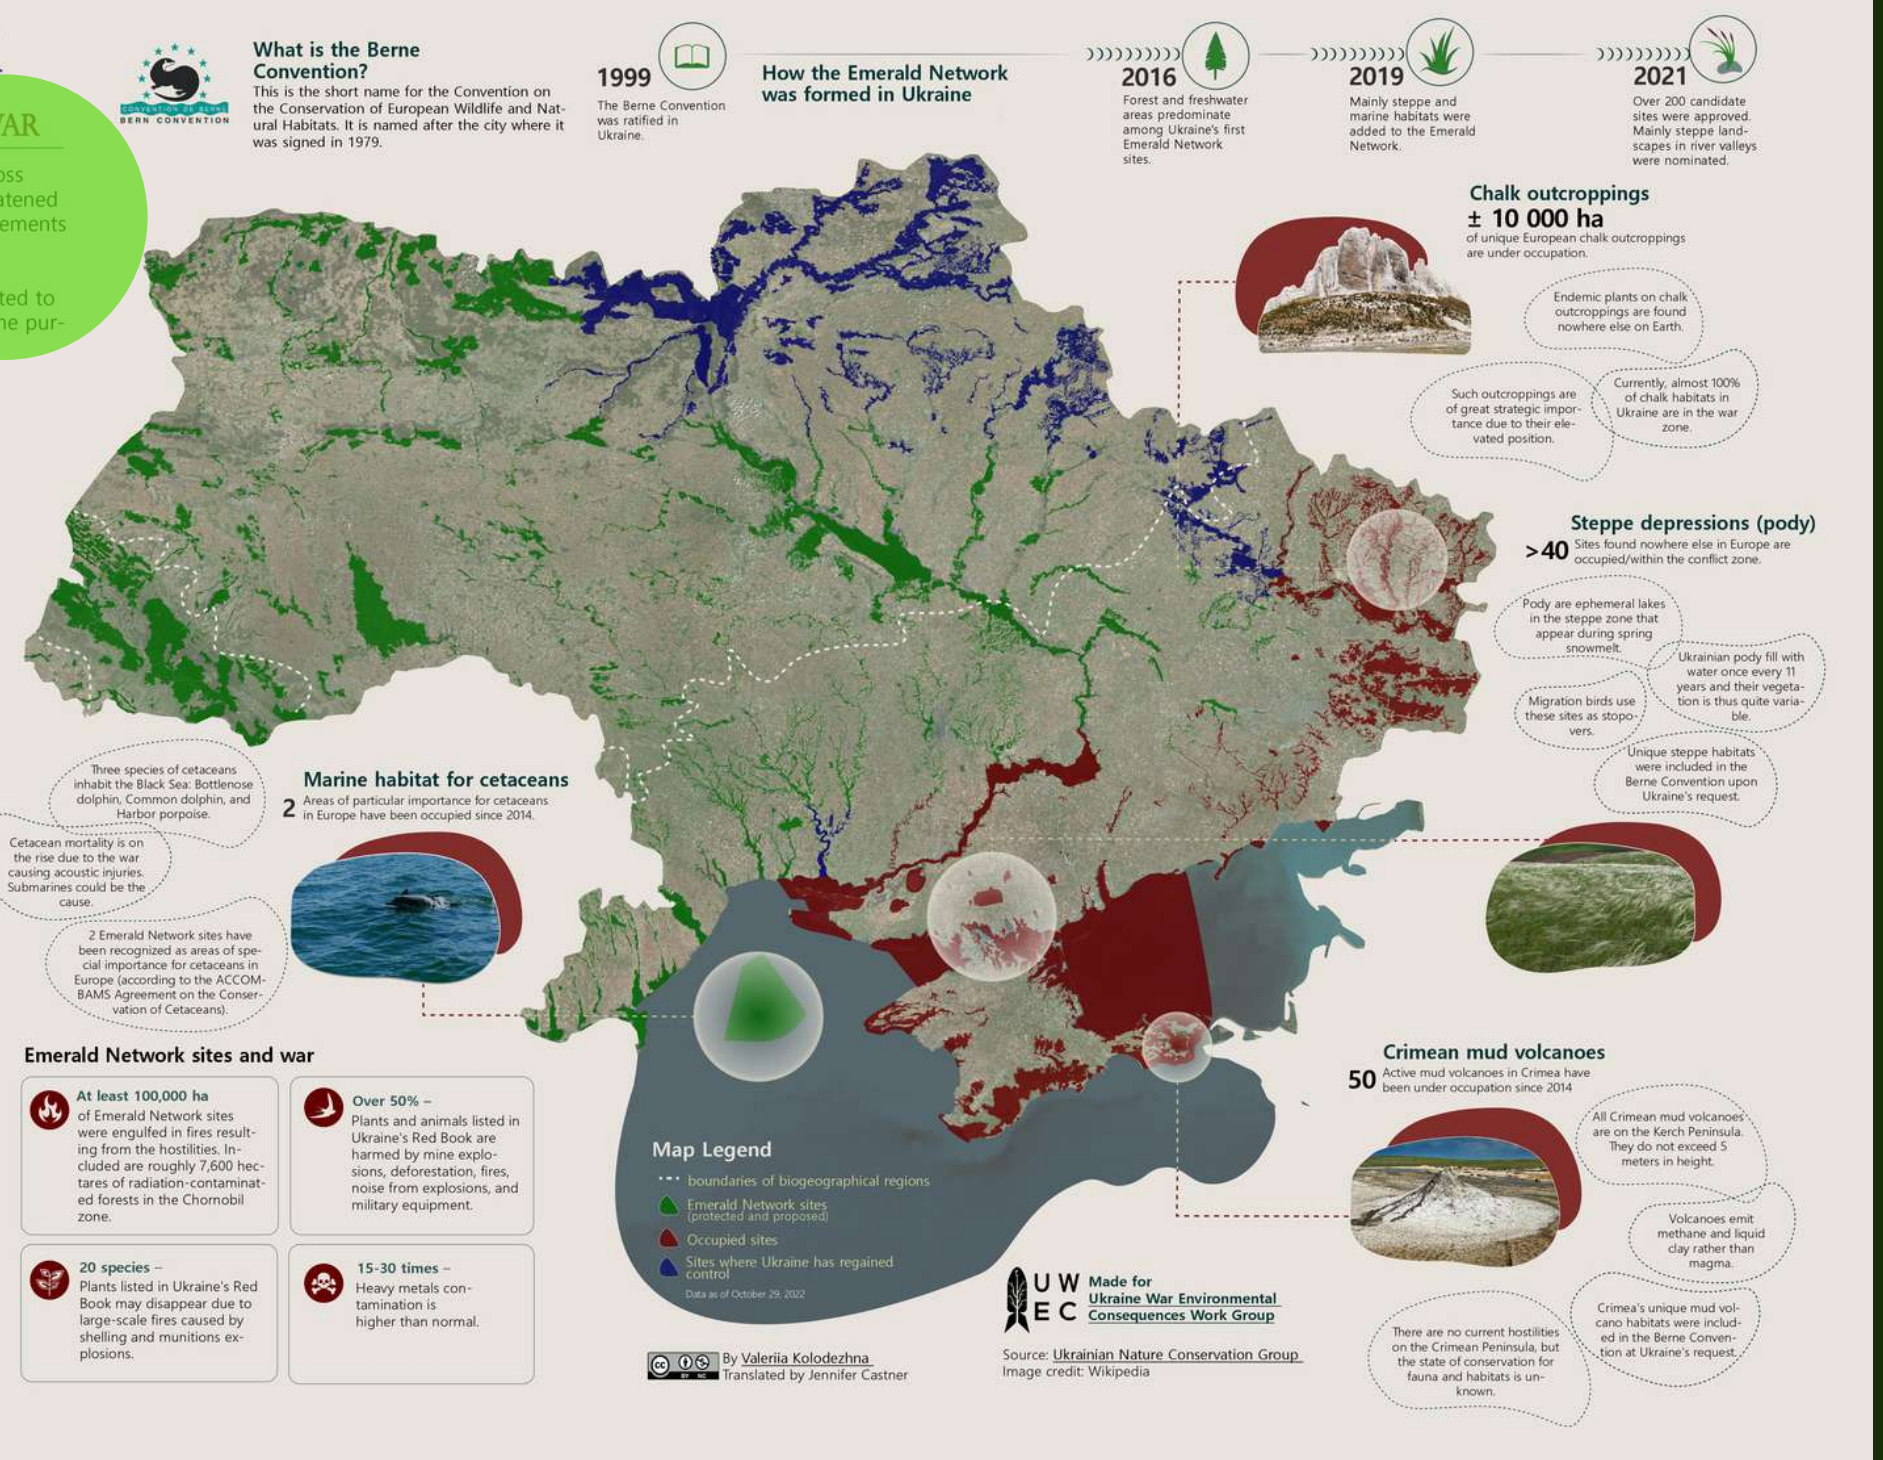 WAR
oss
atened
ements
ted to
ne pur-
CONVENTION DE BERNE
BERN CONVENTION
What is the Berne
Convention?
This is the short name for the Convention on
the Conservation of European Wildlife and Nat-
ural Habitats. It is named after the city where it
was signed in 1979.
1999
The Berne Convention
was ratified in
Ukraine.
How the Emerald Network
was formed in Ukraine
2016
Forest and freshwater
areas predominate
among Ukraine's first
Emerald Network
sites.
2019
Mainly steppe and
marine habitats were
added to the Emerald
Network.
2021
Over 200 candidate
sites were approved.
Mainly steppe land-
scapes in river valleys
were nominated.
Chalk outcroppings
± 10 000 ha
of unique European chalk outcroppings
are under occupation.
Endemic plants on chalk
outcroppings are found
nowhere else on Earth.
Such outcroppings are
of great strategic impor-
tance due to their ele-
vated position.
Currently, almost 100%
of chalk habitats in
Ukraine are in the war
zone.
Steppe depressions (pody)
>40 Sites found nowhere else in Europe are
occupied/within the conflict zone.
Pody are ephemeral lakes
in the steppe zone that
appear during spring
snowmelt.
Ukrainian pody fill with
water once every 11
years and their vegeta-
tion is thus quite varia-
ble.
Migration birds use
these sites as stopo-
vers.
Unique steppe habitats
were included in the
Berne Convention upon
Ukraine's request.
Three species of cetaceans
inhabit the Black Sea: Bottlenose
dolphin, Common dolphin, and
Harbor porpoise.
Marine habitat for cetaceans
2 Areas of particular importance for cetaceans
in Europe have been occupied since 2014.
Cetacean mortality is on
the rise due to the war
causing acoustic injuries.
Submarines could be the
cause.
2 Emerald Network sites have
been recognized as areas of spe-
cial importance for cetaceans in
Europe (according to the ACCOM-
BAMS Agreement on the Conser-
vation of Cetaceans).
Emerald Network sites and war
At least 100,000 ha
of Emerald Network sites
were engulfed in fires result-
ing from the hostilities. In-
cluded are roughly 7,600 hec-
tares of radiation-contaminat-
ed forests in the Chornobil
zone.
Over 50% –
Plants and animals listed in
Ukraine's Red Book are
harmed by mine explo-
sions, deforestation, fires,
noise from explosions, and
military equipment.
20 species –
Plants listed in Ukraine's Red
Book may disappear due to
large-scale fires caused by
shelling and munitions ex-
plosions.
15-30 times –
Heavy metals con-
tamination is
higher than normal.
Map Legend
boundaries of biogeographical regions
Emerald Network sites
(protected and proposed)
Occupied sites
Sites where Ukraine has regained
control
Data as of October 29, 2022
Crimean mud volcanoes
50 Active mud volcanoes in Crimea have
been under occupation since 2014
All Crimean mud volcanoes
are on the Kerch Peninsula.
They do not exceed 5
meters in height.
Volcanoes emit
methane and liquid
clay rather than
magma.
Crimea's unique mud vol-
cano habitats were includ-
ed in the Berne Conven-
tion at Ukraine's request.
There are no current hostilities
on the Crimean Peninsula, but
the state of conservation for
fauna and habitats is un-
known.
UW
EC
Made for
Ukraine War Environmental
Consequences Work Group
Source: Ukrainian Nature Conservation Group
Image credit: Wikipedia
cc BY NC
By Valeriia Kolodezhna
Translated by Jennifer Castner